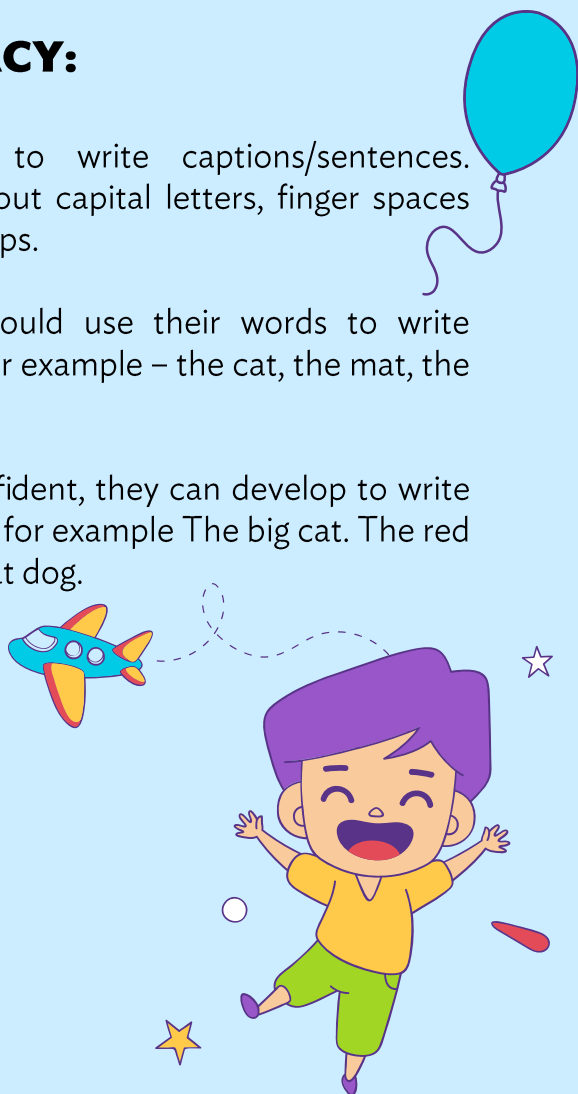 ACY:
to write captions/sentences.
out capital letters, finger spaces
ps.
ould use their words to write
r example – the cat, the mat, the
fident, they can develop to write
for example The big cat. The red
at dog.